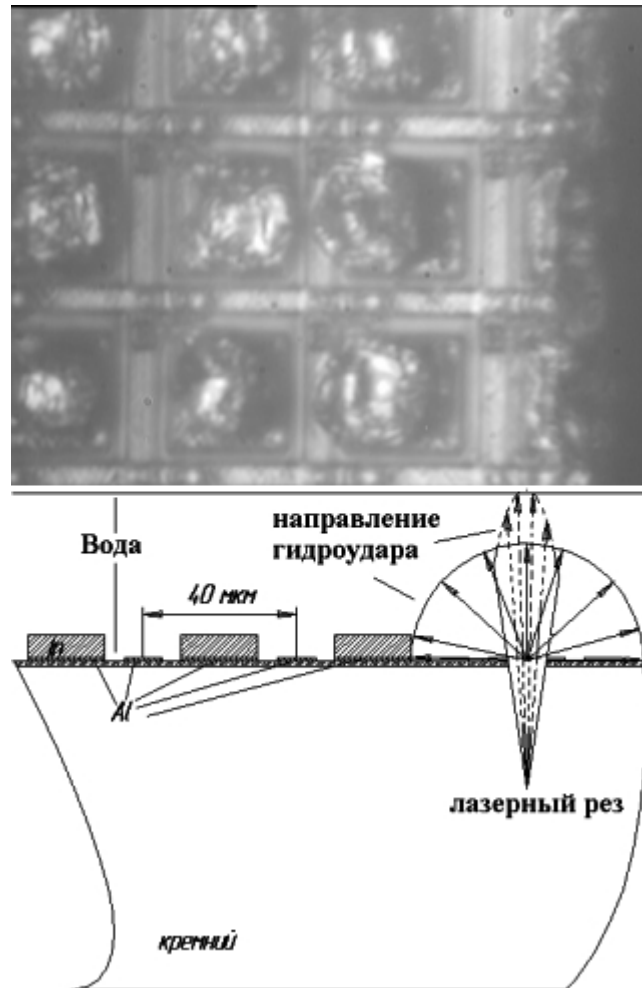 направление
гидроудара
Вода
40 мкм
In
Al
лазерный рез
кремний